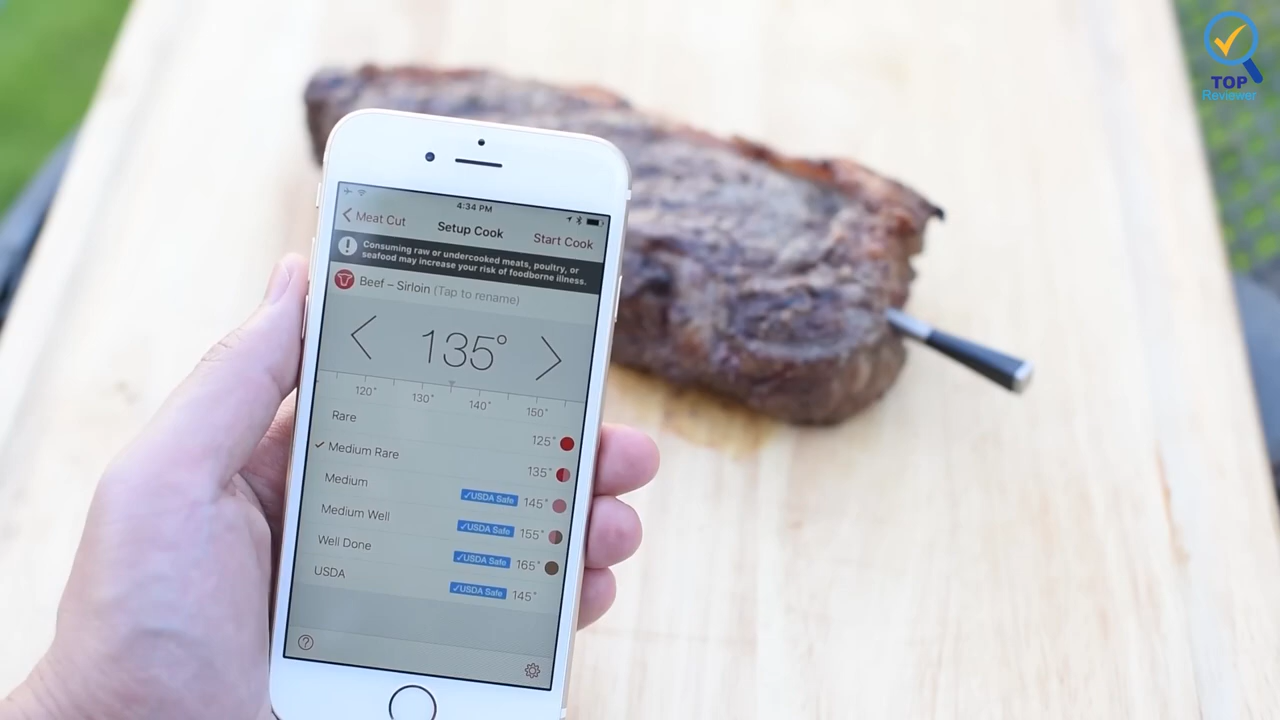 TOP
Reviewer
4:34 PM
Meat Cut
Setup Cook
Start Cook
Consuming raw or undercooked meats, poultry, or
seafood may increase your risk of foodborne illness.
Beef – Sirloin (Tap to rename)
135°
120° 130° 140° 150°
Rare 125°
✓ Medium Rare 135°
Medium ✓USDA Safe 145°
Medium Well ✓USDA Safe 155°
Well Done ✓USDA Safe 165°
USDA ✓USDA Safe 145°